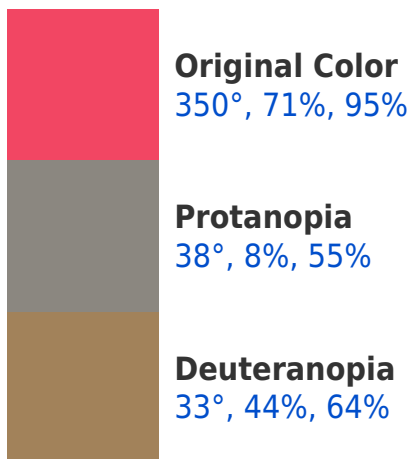 Original Color
350°, 71%, 95%
Protanopia
38°, 8%, 55%
Deuteranopia
33°, 44%, 64%